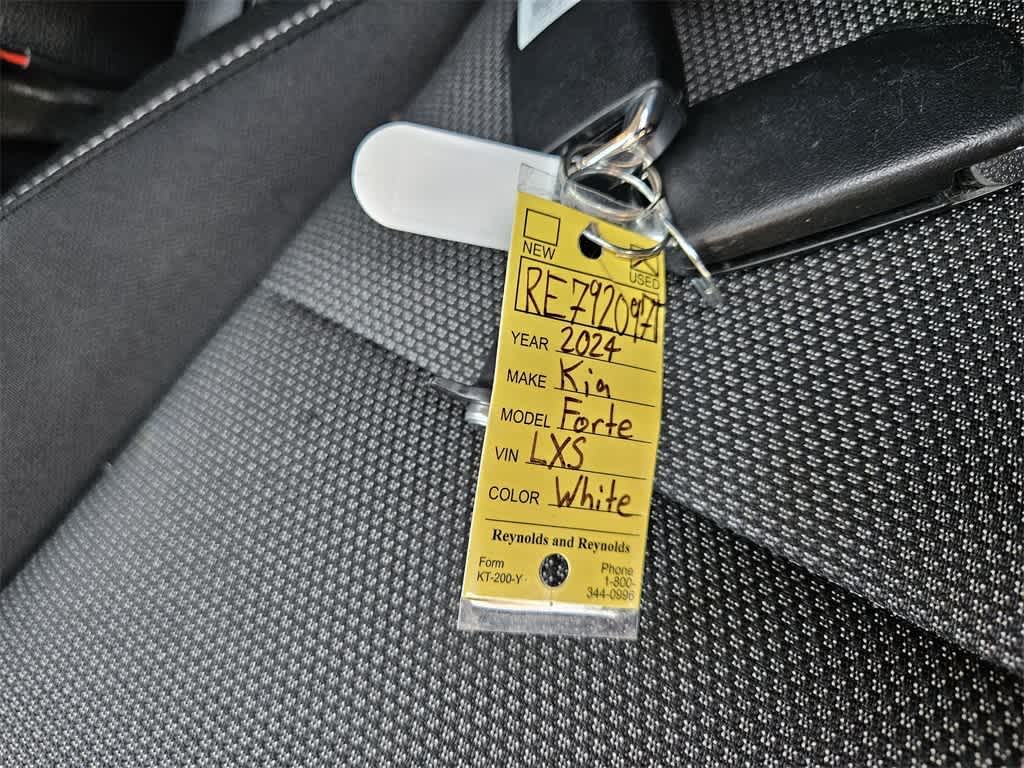 NEW
USED
RE792097T
YEAR 2024
MAKE Kia
MODEL Forte
VIN LXS
COLOR White
Reynolds and Reynolds
Form
KT-200-Y
Phone
1-800-
344-0996